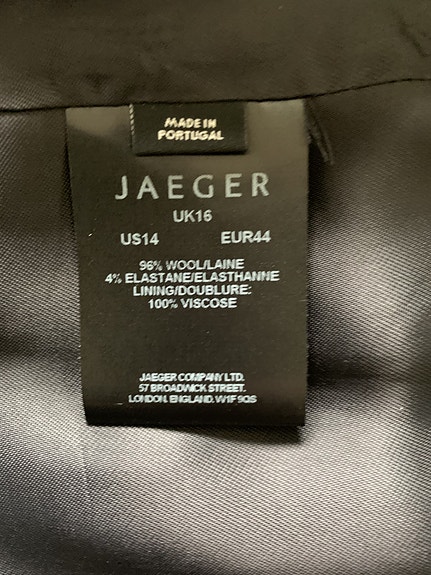 MADE IN
PORTUGAL
JAEGER
UK16
US14 EUR44
96% WOOL/LAINE
4% ELASTANE/ELASTHANNE
LINING/DOUBLURE:
100% VISCOSE
JAEGER COMPANY LTD.
57 BROADWICK STREET.
LONDON. ENGLAND. W1F 9QS